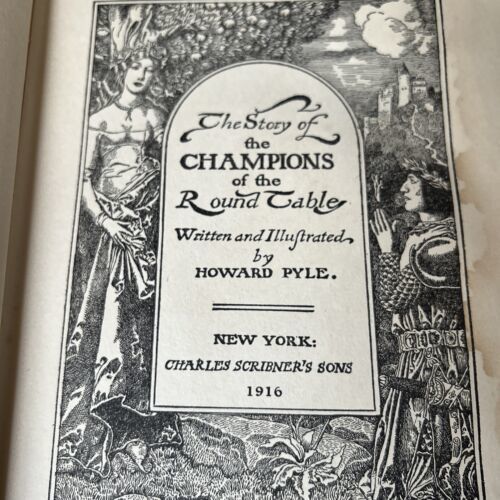 The Story of
the
CHAMPIONS
of the
Round Table
Written and Illuſtrated
by
HOWARD PYLE.
NEW YORK:
CHARLES SCRIBNER'S SONS
1916